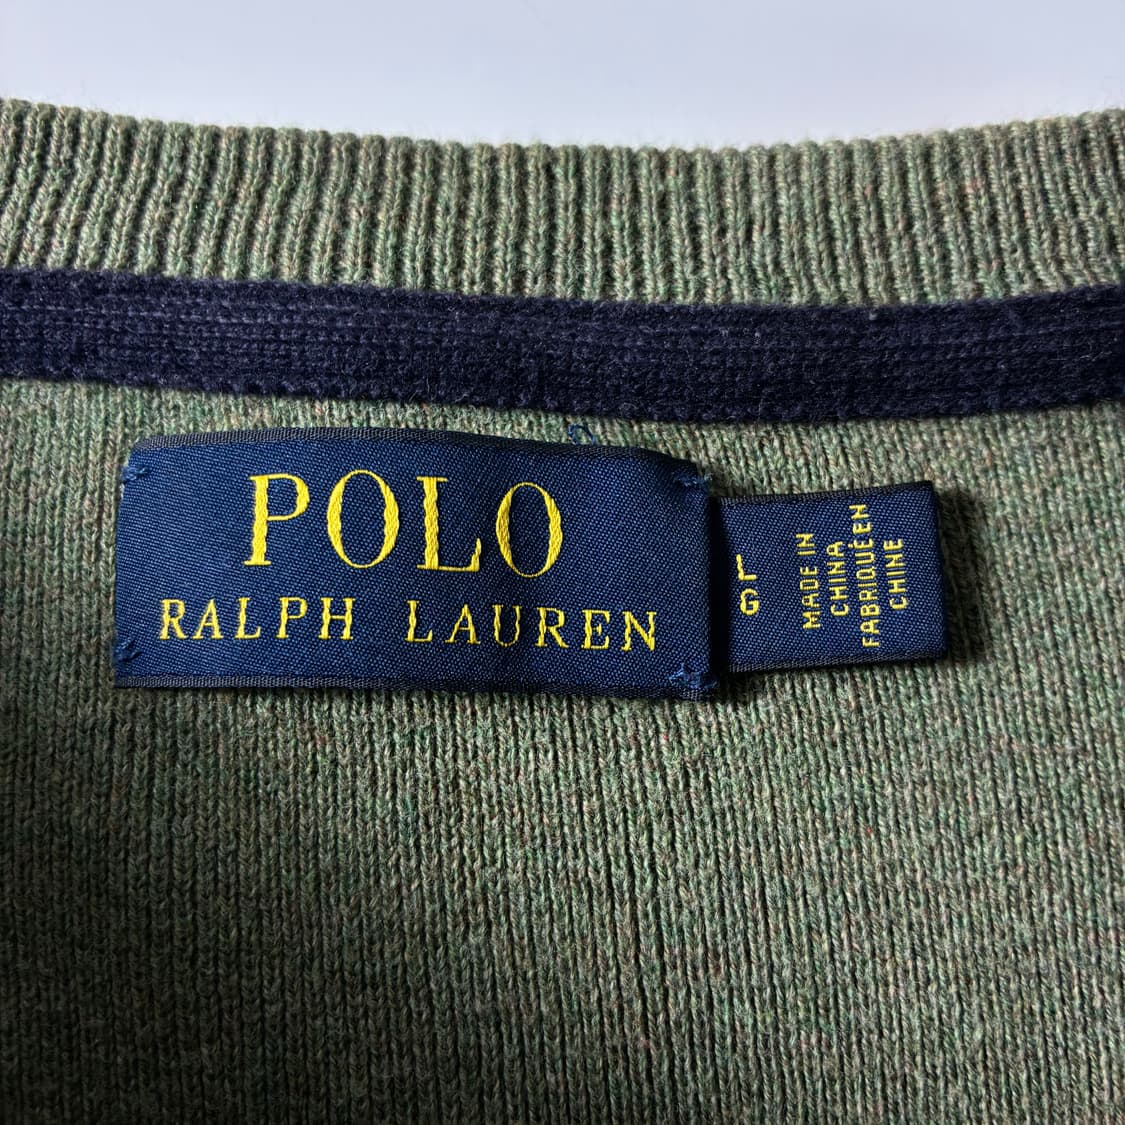 POLO
RALPH LAUREN
L
G
MADE IN
CHINA
FABRIQUÉ EN
CHINE